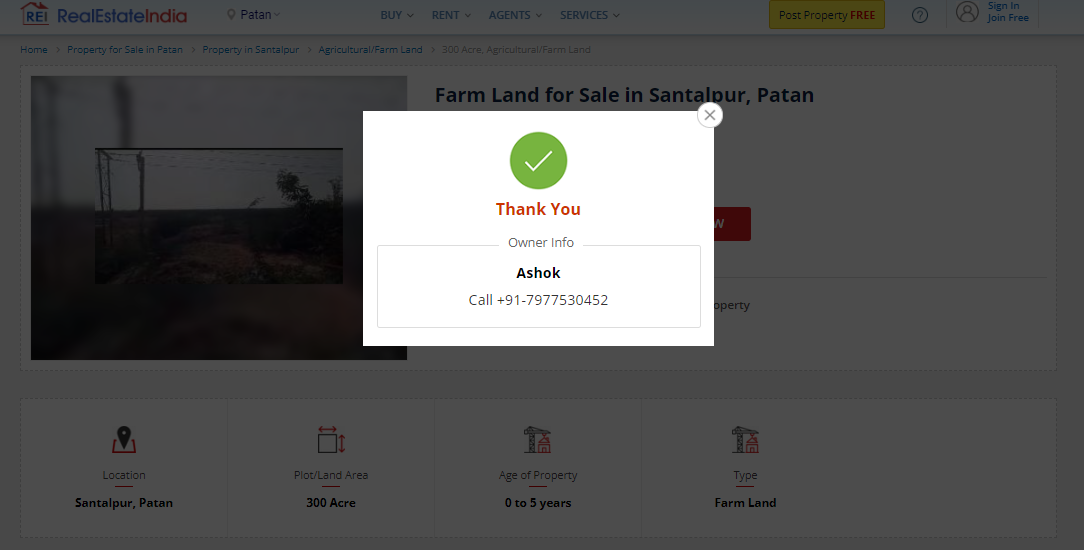 REI RealEstateIndia
Patan
BUY
RENT
AGENTS
SERVICES
Post Property FREE
?
Sign In
Join Free
Home > Property for Sale in Patan > Property in Santalpur > Agricultural/Farm Land > 300 Acre, Agricultural/Farm Land
Farm Land for Sale in Santalpur, Patan
Thank You
Owner Info
Ashok
Call +91-7977530452
W
operty
Location
Santalpur, Patan
Plot/Land Area
300 Acre
Age of Property
0 to 5 years
Type
Farm Land